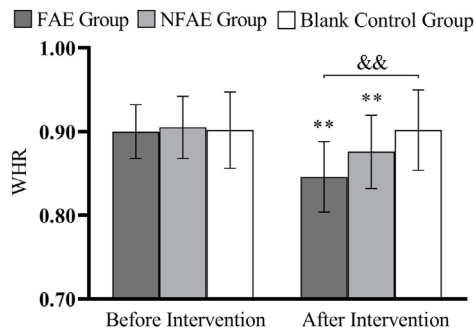 FAE Group NFAE Group Blank Control Group
1.00
0.90
0.80
0.70
WHR
&&
**
**
Before Intervention After Intervention